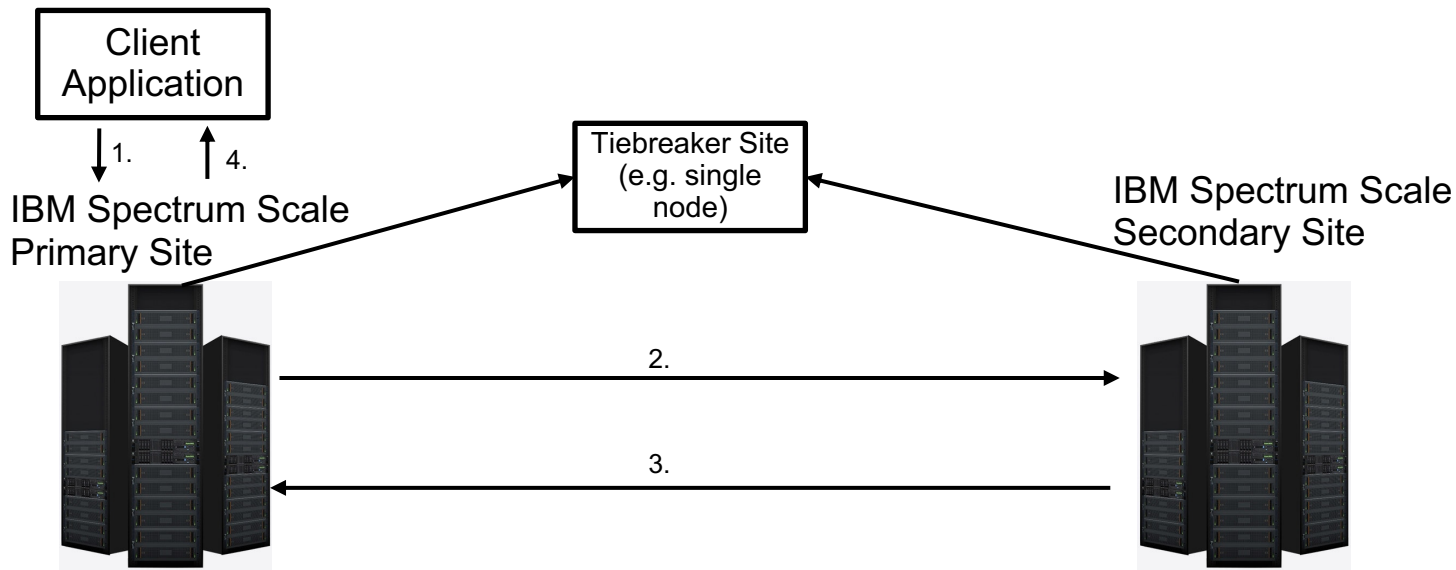 Client
Application
1.
4.
IBM Spectrum Scale
Primary Site
Tiebreaker Site
(e.g. single
node)
IBM Spectrum Scale
Secondary Site
2.
3.